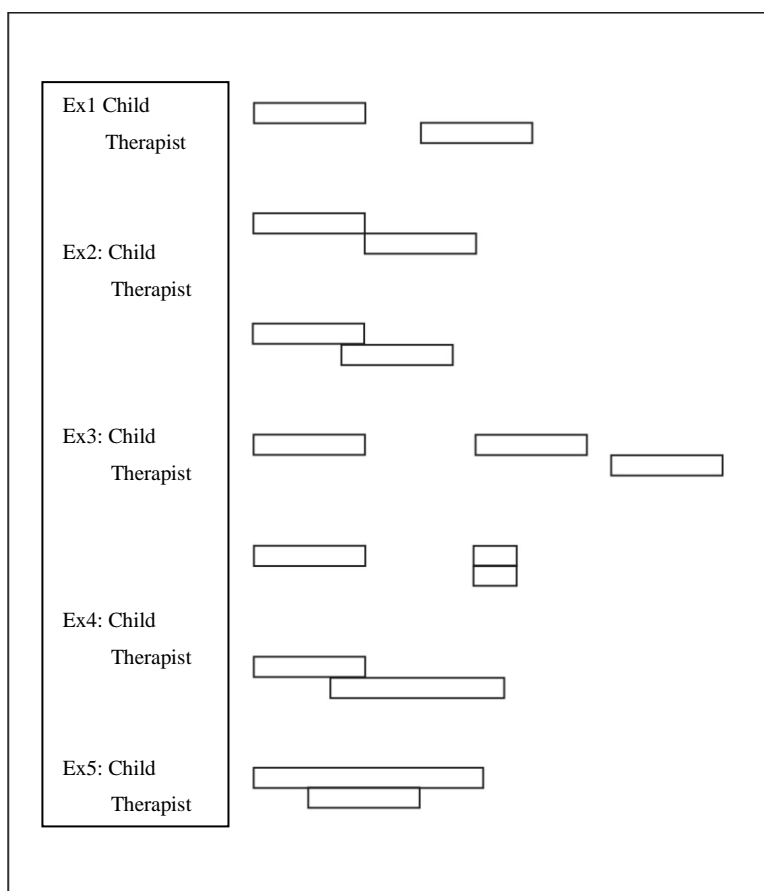 Ex1 Child
Therapist
Ex2: Child
Therapist
Ex3: Child
Therapist
Ex4: Child
Therapist
Ex5: Child
Therapist